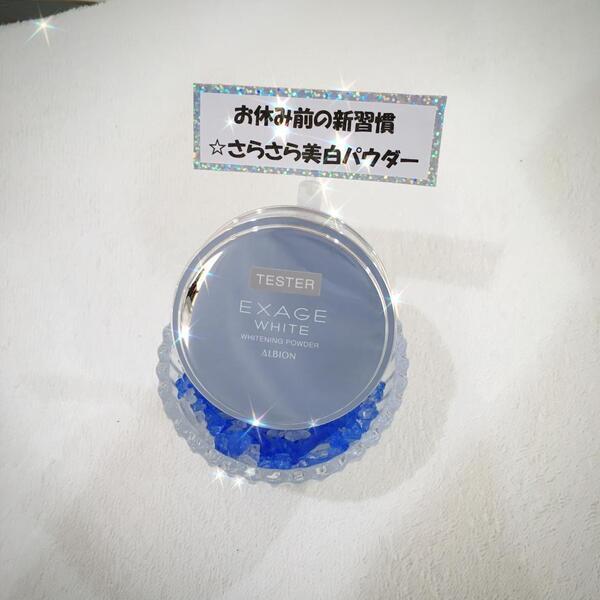 お休み前の新習慣
☆さらさら美白パウダー
TESTER
EXAGE
WHITE
WHITENING POWDER
ALBION